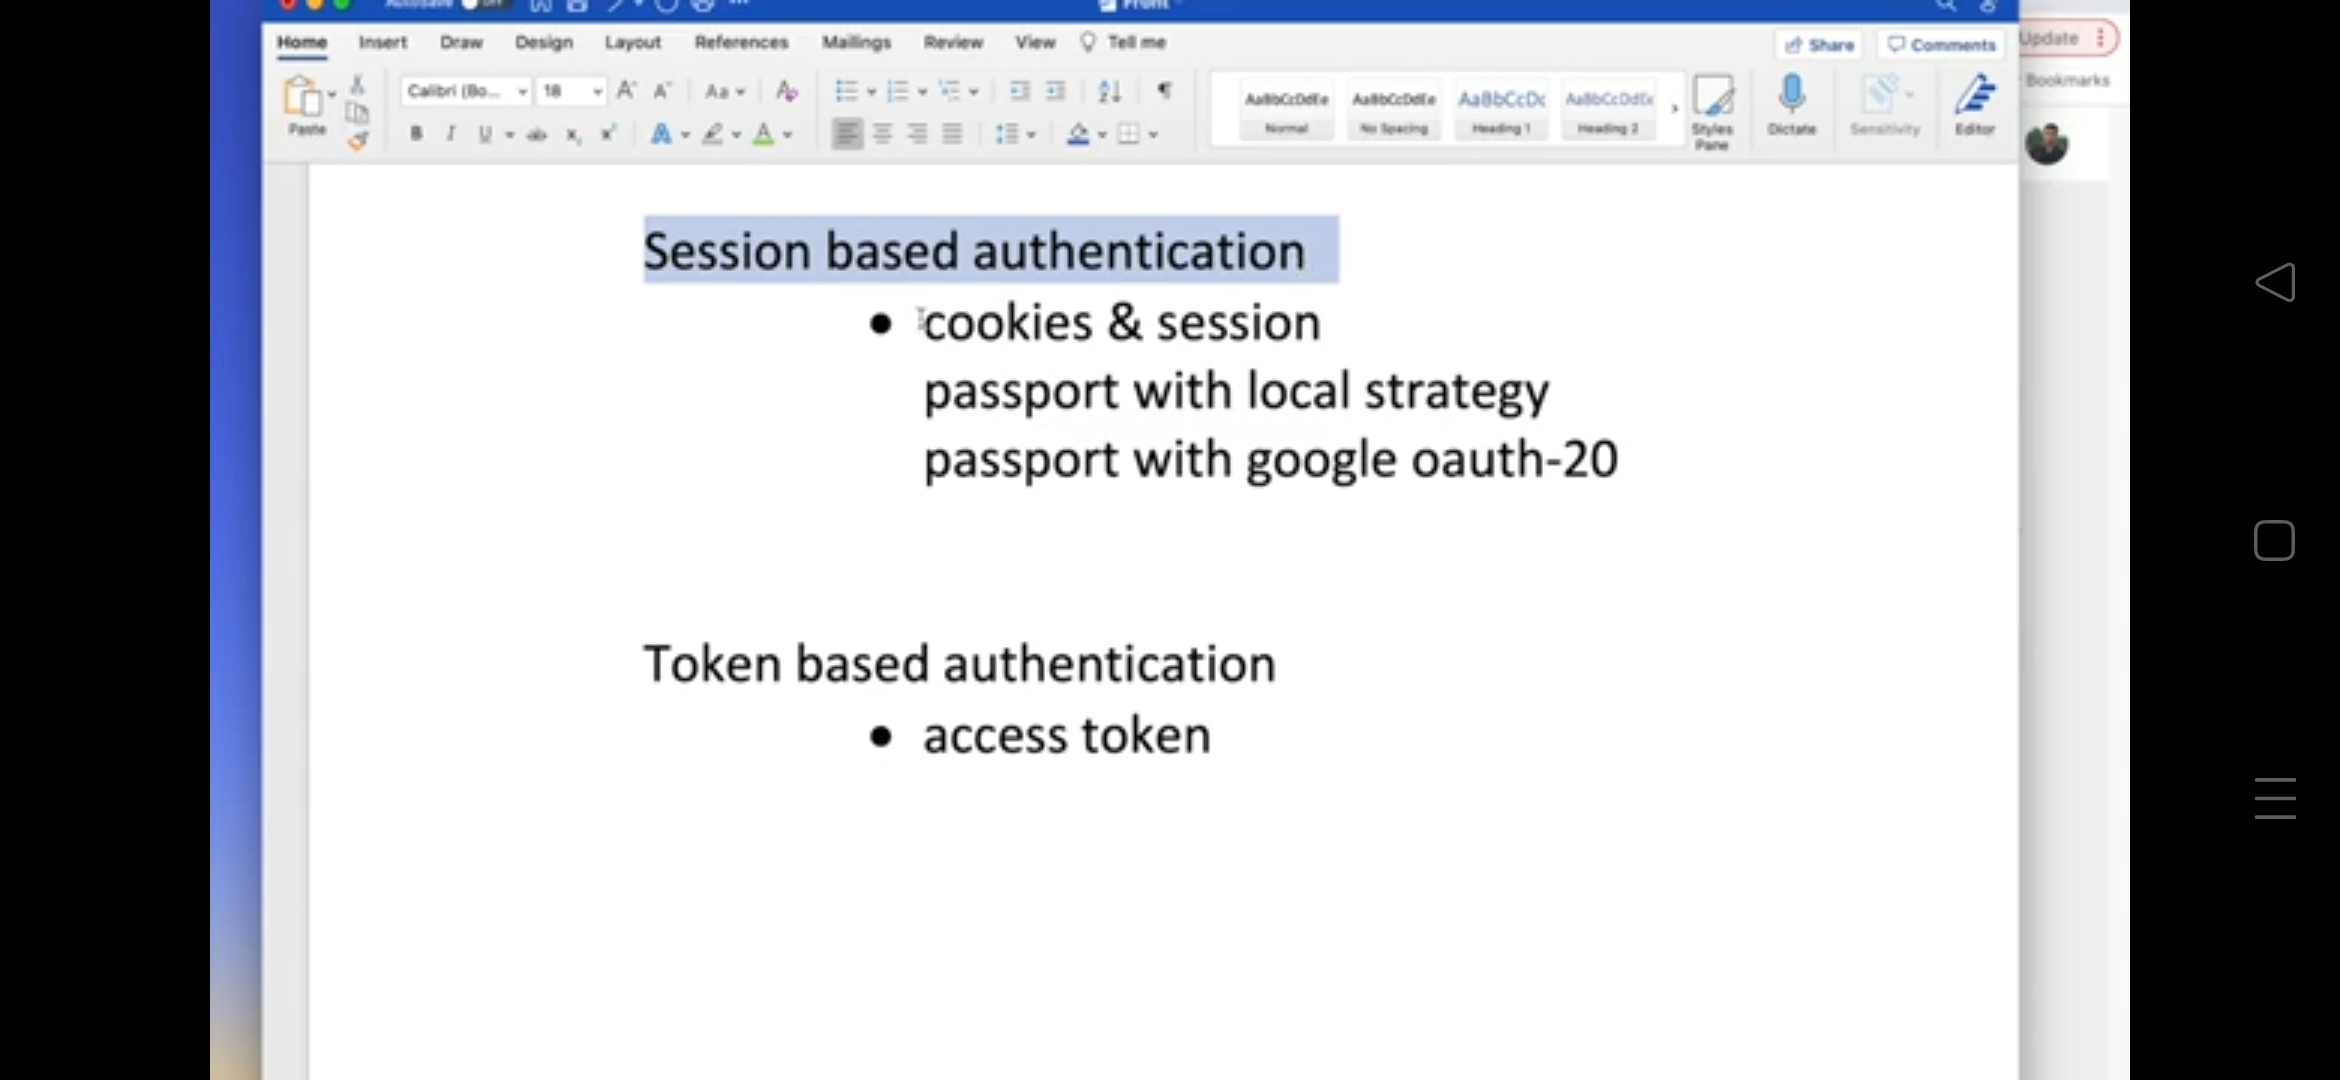 AutoSave
Front
Home Insert Draw Design Layout References Mailings Review View Tell me
Share Comments
Update
Bookmarks
Paste
Calibri (Bo... 18
Aa
B I U ab x x
AaBbCcDdEe AaBbCcDdEe AaBbCcDc AaBbCcDdEe
Normal No Spacing Heading 1 Heading 2
Styles Pane
Dictate
Sensitivity
Editor
Session based authentication
• cookies & session
passport with local strategy
passport with google oauth-20
Token based authentication
• access token